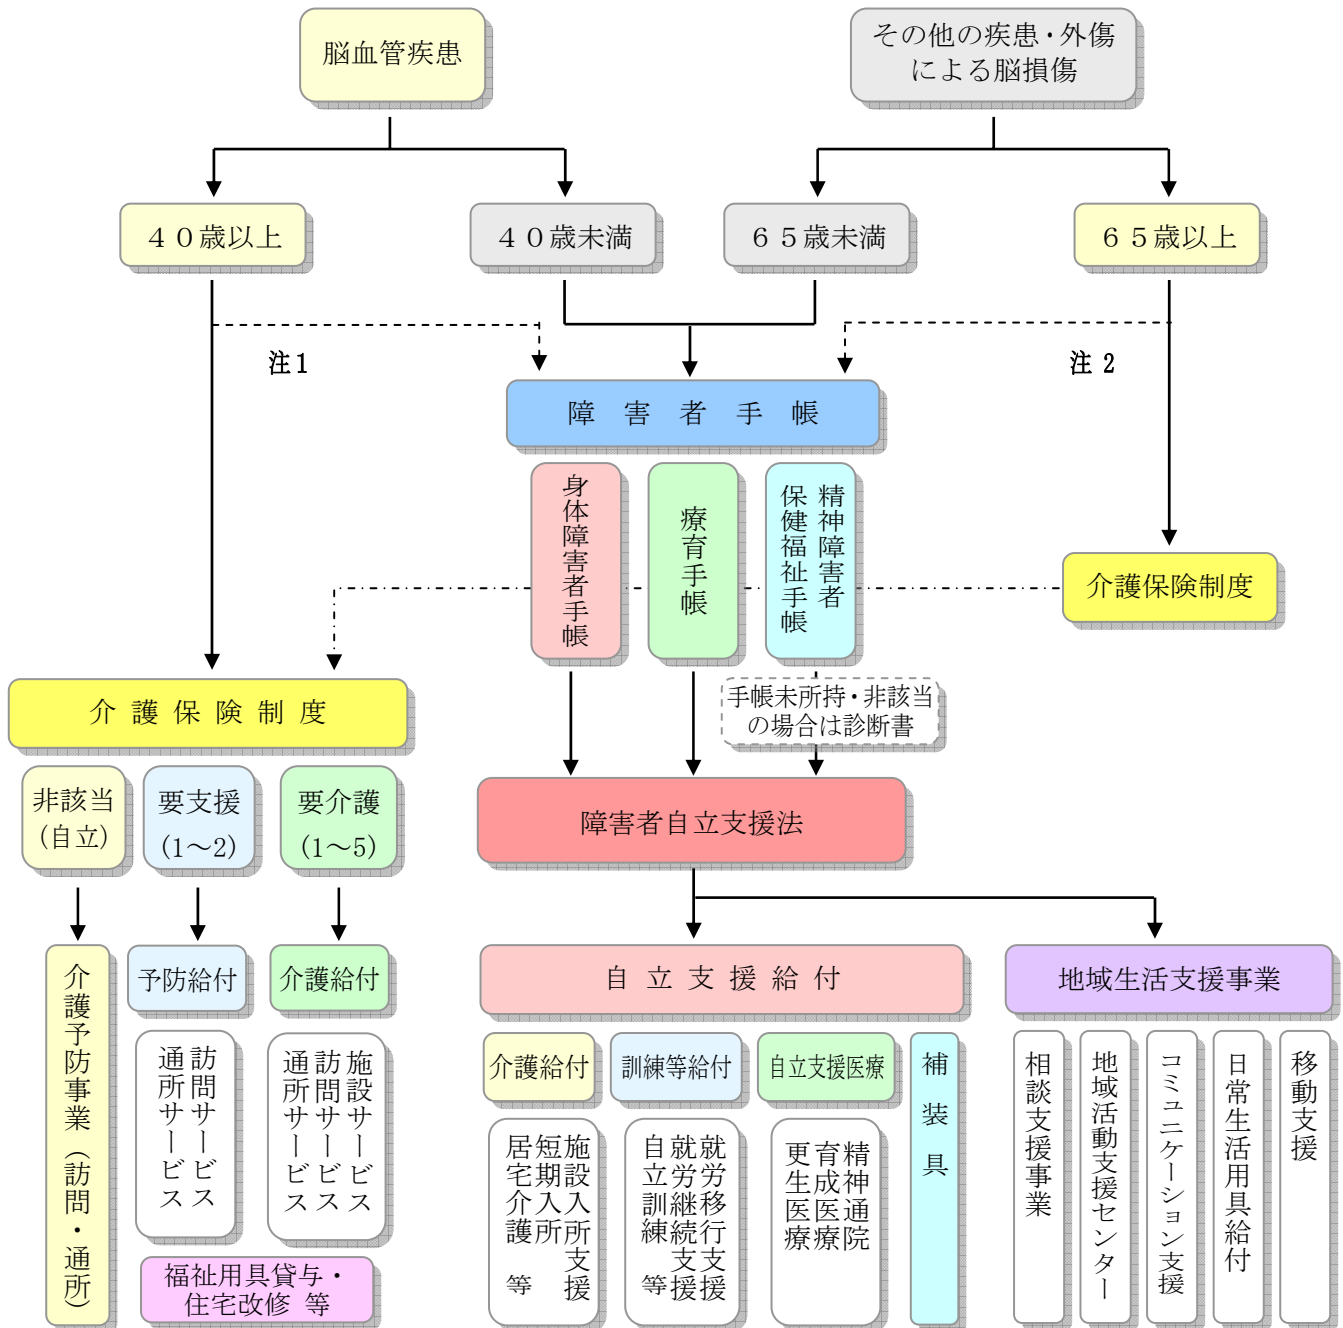 脳血管疾患
その他の疾患・外傷
による脳損傷
４０歳以上
４０歳未満
６５歳未満
６５歳以上
注1
注 2
障害者手帳
身体障害者手帳
療育手帳
精神障害者
保健福祉手帳
介護保険制度
手帳未所持・非該当
の場合は診断書
介護保険制度
非該当
(自立)
要支援
(1～2)
要介護
(1～5)
障害者自立支援法
介護予防事業（訪問・通所）
予防給付
介護給付
訪問サービス
通所サービス
施設サービス
訪問サービス
通所サービス
福祉用具貸与・
住宅改修 等
自立支援給付
地域生活支援事業
介護給付
訓練等給付
自立支援医療
補装具
施設入所支援
短期入所
居宅介護 等
就労移行支援
就労継続支援
自立訓練 等
精神通院
育成医療
更生医療
相談支援事業
地域活動支援センター
コミュニケーション支援
日常生活用具給付
移動支援